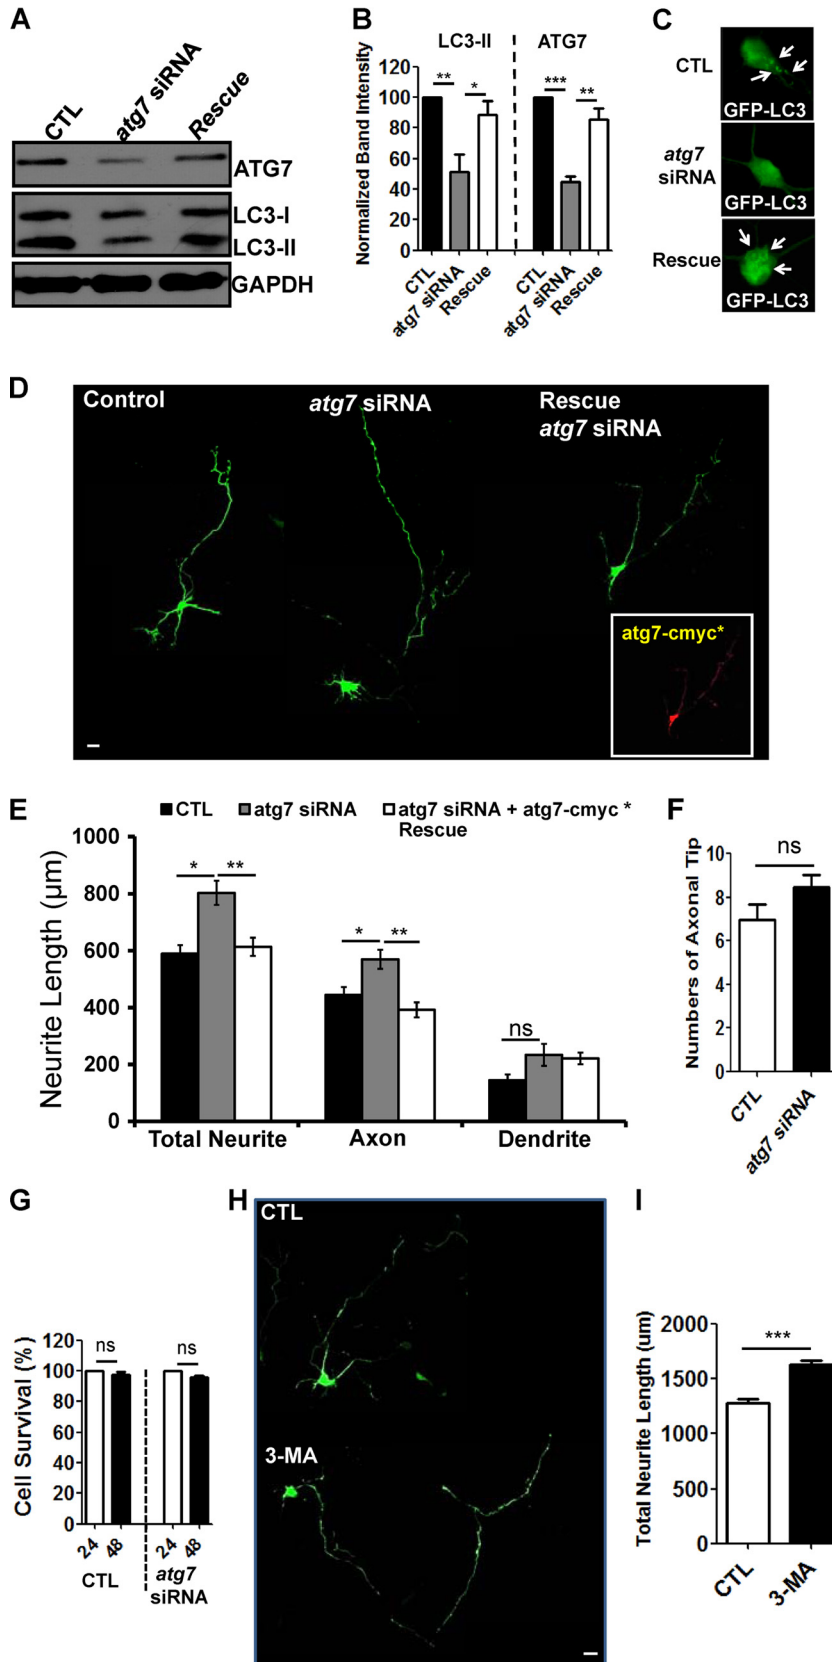 A
CTL
atg7 siRNA
Rescue
ATG7
LC3-I
LC3-II
GAPDH
B
LC3-II
ATG7
Normalized Band Intensity
120
100
80
60
40
20
0
**
*
***
**
CTL
atg7 siRNA
Rescue
CTL
atg7 siRNA
Rescue
C
CTL
GFP-LC3
atg7
siRNA
GFP-LC3
Rescue
GFP-LC3
D
Control
atg7 siRNA
Rescue
atg7 siRNA
atg7-cmyc*
E
CTL
atg7 siRNA
atg7 siRNA + atg7-cmyc *
Rescue
Neurite Length (μm)
1000
800
600
400
200
0
*
**
*
**
ns
Total Neurite
Axon
Dendrite
F
Numbers of Axonal Tip
10
8
6
4
2
0
ns
CTL
atg7 siRNA
G
Cell Survival (%)
120
100
80
60
40
20
0
ns
ns
24
48
24
48
CTL
atg7
siRNA
H
CTL
3-MA
I
Total Neurite Length (um)
2000
1500
1000
500
0
***
CTL
3-MA